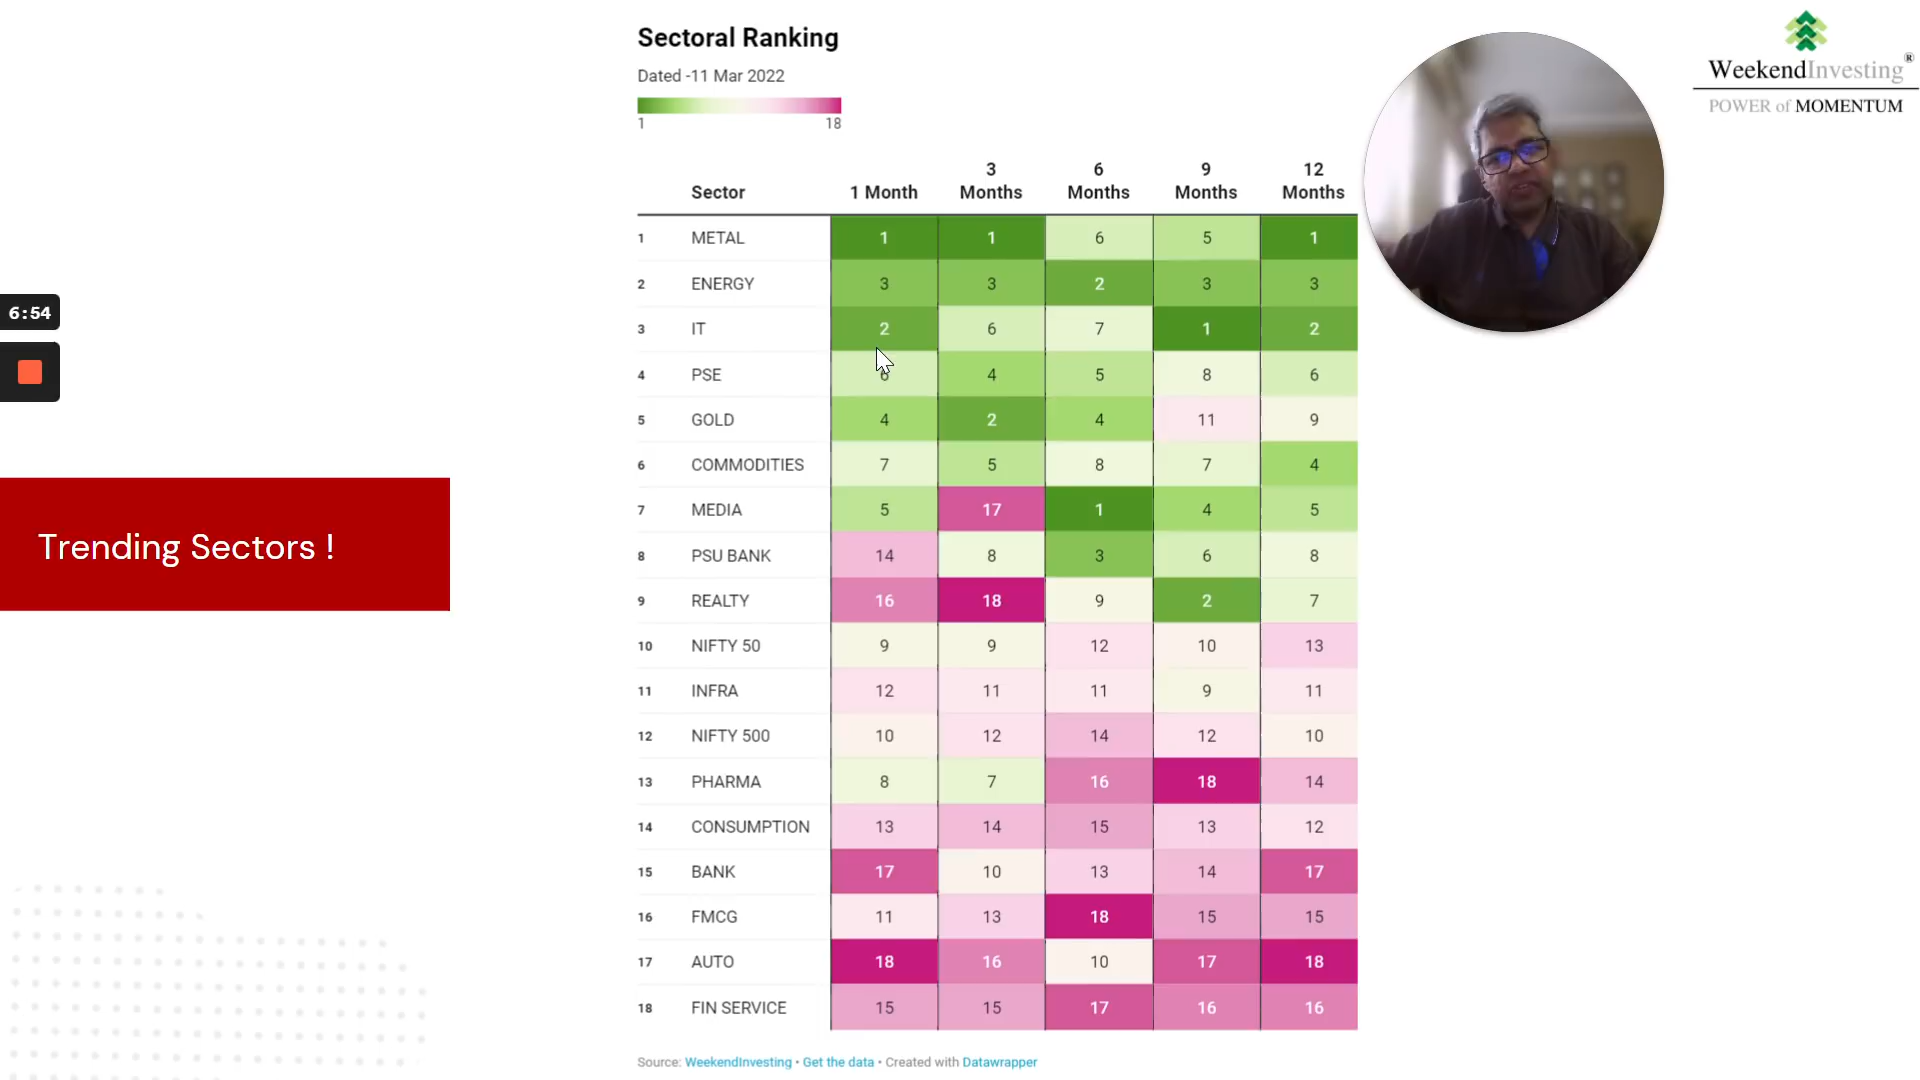 Sectoral Ranking
Dated -11 Mar 2022
1 18
WeekendInvesting®
POWER of MOMENTUM
Sector 1 Month 3 Months 6 Months 9 Months 12 Months
1 METAL 1 1 6 5 1
2 ENERGY 3 3 2 3 3
3 IT 2 6 7 1 2
4 PSE 6 4 5 8 6
5 GOLD 4 2 4 11 9
6 COMMODITIES 7 5 8 7 4
7 MEDIA 5 17 1 4 5
8 PSU BANK 14 8 3 6 8
9 REALTY 16 18 9 2 7
10 NIFTY 50 9 9 12 10 13
11 INFRA 12 11 11 9 11
12 NIFTY 500 10 12 14 12 10
13 PHARMA 8 7 16 18 14
14 CONSUMPTION 13 14 15 13 12
15 BANK 17 10 13 14 17
16 FMCG 11 13 18 15 15
17 AUTO 18 16 10 17 18
18 FIN SERVICE 15 15 17 16 16
Source: WeekendInvesting • Get the data • Created with Datawrapper
6:54
Trending Sectors !